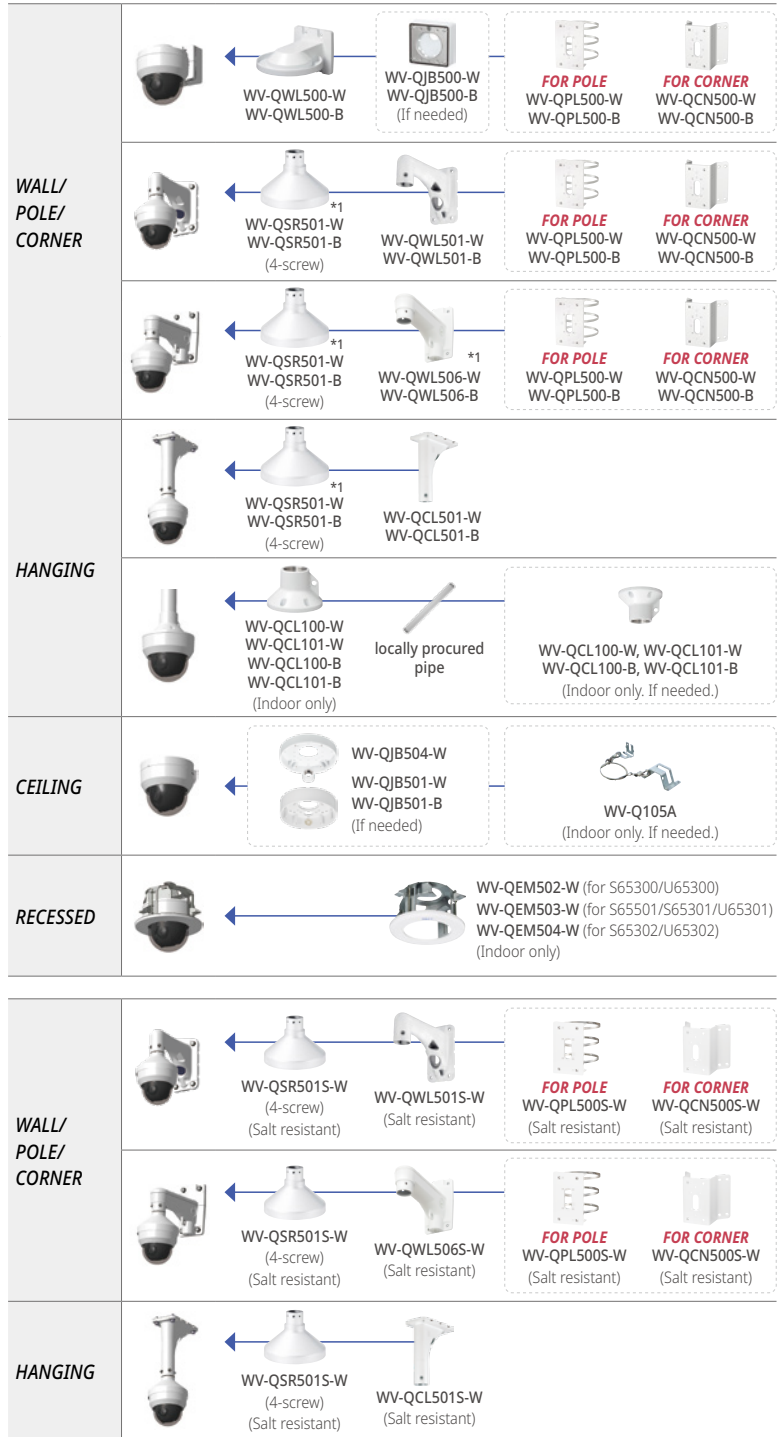 WALL/
POLE/
CORNER
WV-QWL500-W
WV-QWL500-B
WV-QJB500-W
WV-QJB500-B
(If needed)
FOR POLE
WV-QPL500-W
WV-QPL500-B
FOR CORNER
WV-QCN500-W
WV-QCN500-B
*1
WV-QSR501-W
WV-QSR501-B
(4-screw)
WV-QWL501-W
WV-QWL501-B
FOR POLE
WV-QPL500-W
WV-QPL500-B
FOR CORNER
WV-QCN500-W
WV-QCN500-B
*1
WV-QSR501-W
WV-QSR501-B
(4-screw)
*1
WV-QWL506-W
WV-QWL506-B
FOR POLE
WV-QPL500-W
WV-QPL500-B
FOR CORNER
WV-QCN500-W
WV-QCN500-B
HANGING
*1
WV-QSR501-W
WV-QSR501-B
(4-screw)
WV-QCL501-W
WV-QCL501-B
WV-QCL100-W
WV-QCL101-W
WV-QCL100-B
WV-QCL101-B
(Indoor only)
locally procured
pipe
WV-QCL100-W, WV-QCL101-W
WV-QCL100-B, WV-QCL101-B
(Indoor only. If needed.)
CEILING
WV-QJB504-W
WV-QJB501-W
WV-QJB501-B
(If needed)
WV-Q105A
(Indoor only. If needed.)
RECESSED
WV-QEM502-W (for S65300/U65300)
WV-QEM503-W (for S65501/S65301/U65301)
WV-QEM504-W (for S65302/U65302)
(Indoor only)
WALL/
POLE/
CORNER
WV-QSR501S-W
(4-screw)
(Salt resistant)
WV-QWL501S-W
(Salt resistant)
FOR POLE
WV-QPL500S-W
(Salt resistant)
FOR CORNER
WV-QCN500S-W
(Salt resistant)
WV-QSR501S-W
(4-screw)
(Salt resistant)
WV-QWL506S-W
(Salt resistant)
FOR POLE
WV-QPL500S-W
(Salt resistant)
FOR CORNER
WV-QCN500S-W
(Salt resistant)
HANGING
WV-QSR501S-W
(4-screw)
(Salt resistant)
WV-QCL501S-W
(Salt resistant)